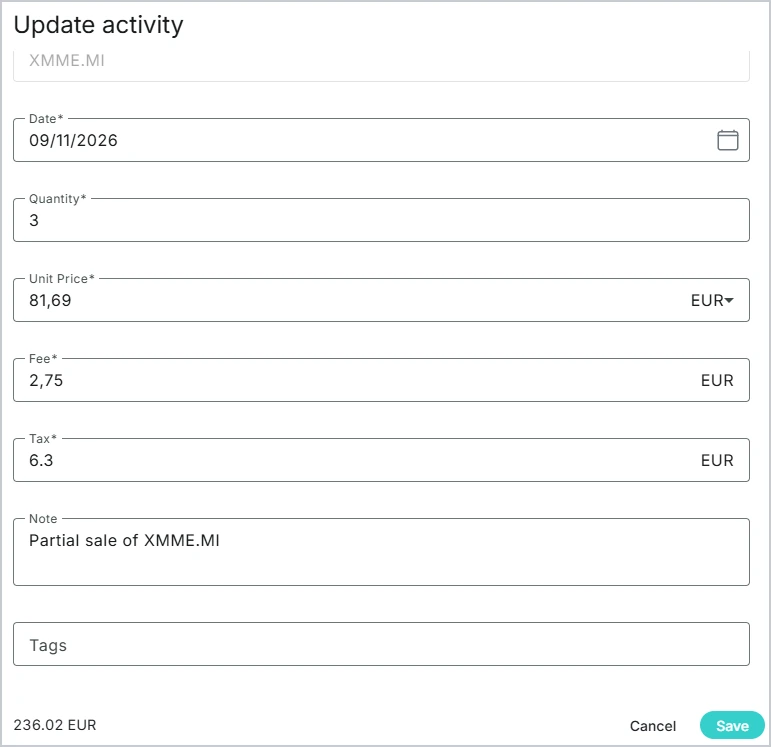 Update activity
XMME.MI
Date*
09/11/2026
Quantity*
3
Unit Price*
81,69
EUR
Fee*
2,75
EUR
Tax*
6.3
EUR
Note
Partial sale of XMME.MI
Tags
236.02 EUR
Cancel
Save